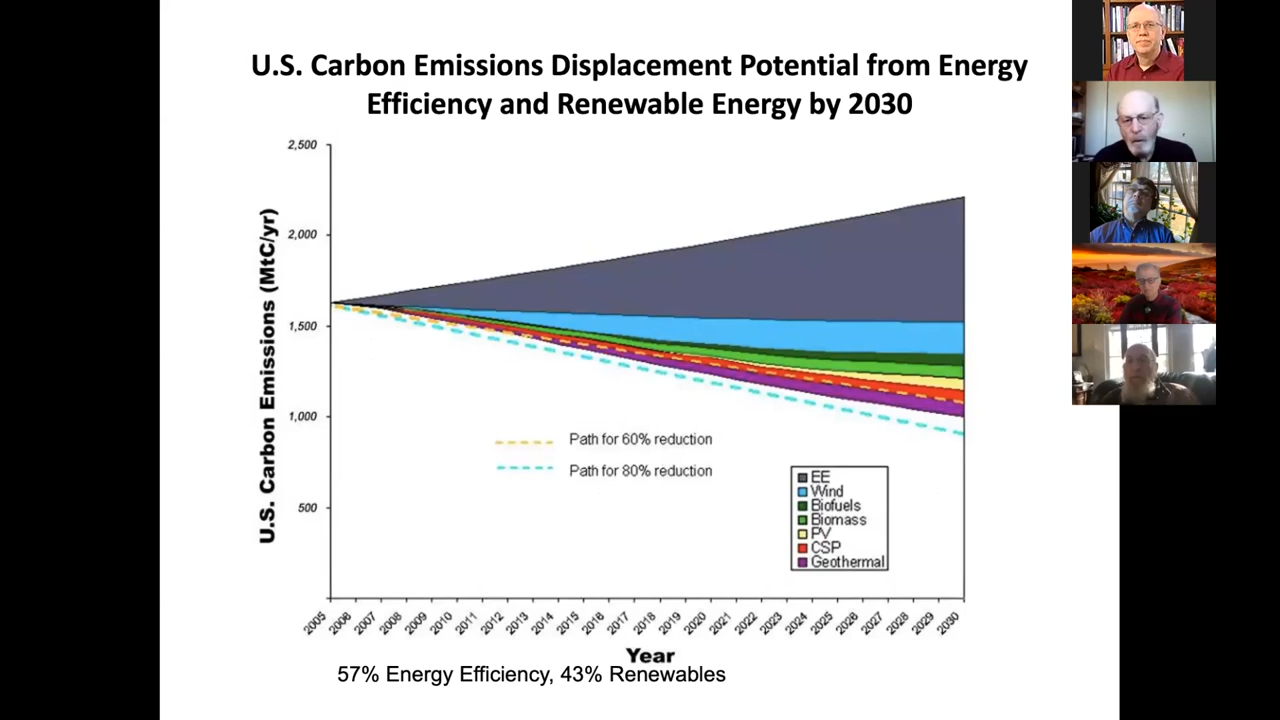 U.S. Carbon Emissions Displacement Potential from Energy
Efficiency and Renewable Energy by 2030
U.S. Carbon Emissions (MtC/yr)
2,500
2,000
1,500
1,000
500
Path for 60% reduction
Path for 80% reduction
EE
Wind
Biofuels
Biomass
PV
CSP
Geothermal
2005 2006 2007 2008 2009 2010 2011 2012 2013 2014 2015 2016 2017 2018 2019 2020 2021 2022 2023 2024 2025 2026 2027 2028 2029 2030
Year
57% Energy Efficiency, 43% Renewables